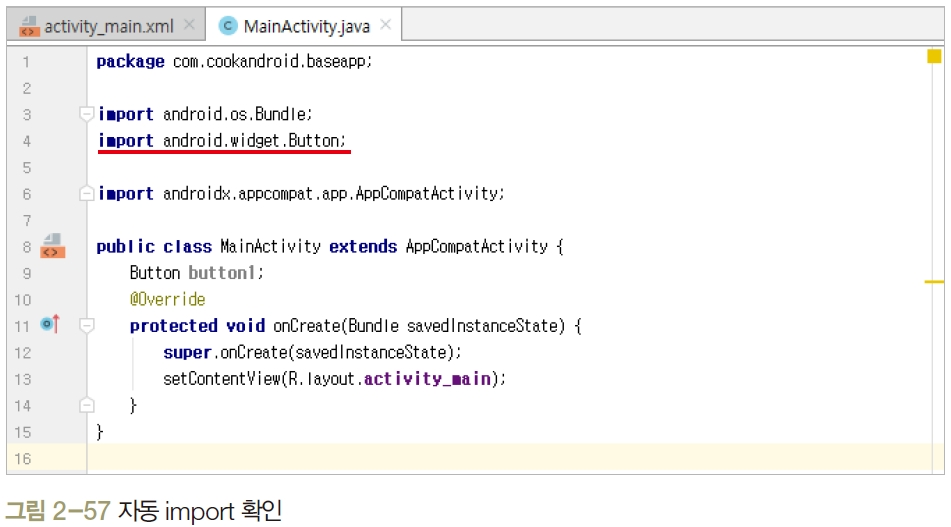 activity_main.xml MainActivity.java
1 package com.cookandroid.baseapp;
2
3 import android.os.Bundle;
4 import android.widget.Button;
5
6 import androidx.appcompat.app.AppCompatActivity;
7
8 public class MainActivity extends AppCompatActivity {
9 Button button1;
10 @Override
11 protected void onCreate(Bundle savedInstanceState) {
12 super.onCreate(savedInstanceState);
13 setContentView(R.layout.activity_main);
14 }
15 }
16
그림 2-57 자동 import 확인